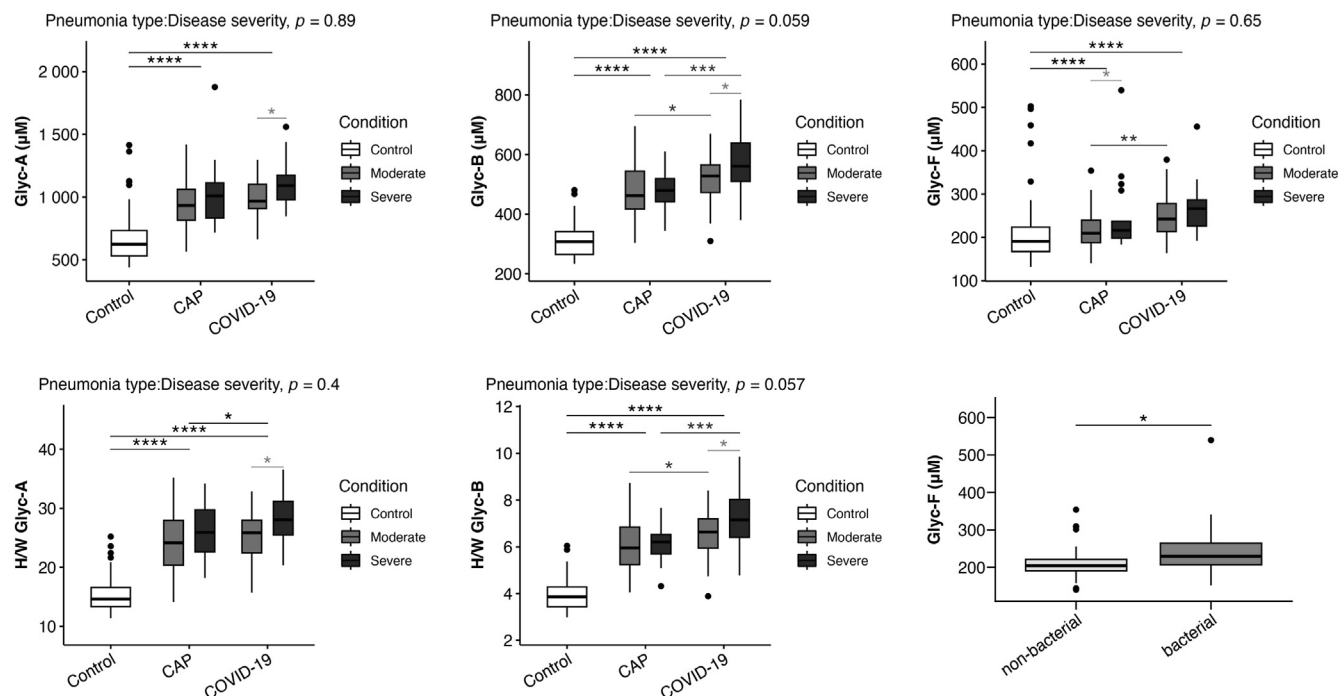 Pneumonia type:Disease severity, p = 0.89
****
****
*
Glyc-A (µM)
2 000
1 500
1 000
500
Control
CAP
COVID-19
Condition
Control
Moderate
Severe
Pneumonia type:Disease severity, p = 0.059
****
**** ***
*
*
Glyc-B (µM)
800
600
400
200
Control
CAP
COVID-19
Condition
Control
Moderate
Severe
Pneumonia type:Disease severity, p = 0.65
****
****
*
**
Glyc-F (µM)
600
500
400
300
200
100
Control
CAP
COVID-19
Condition
Control
Moderate
Severe
Pneumonia type:Disease severity, p = 0.4
*
****
****
*
H/W Glyc-A
40
30
20
10
Control
CAP
COVID-19
Condition
Control
Moderate
Severe
Pneumonia type:Disease severity, p = 0.057
****
**** ***
*
*
H/W Glyc-B
12
10
8
6
4
2
Control
CAP
COVID-19
Condition
Control
Moderate
Severe
*
Glyc-F (µM)
600
500
400
300
200
non-bacterial
bacterial